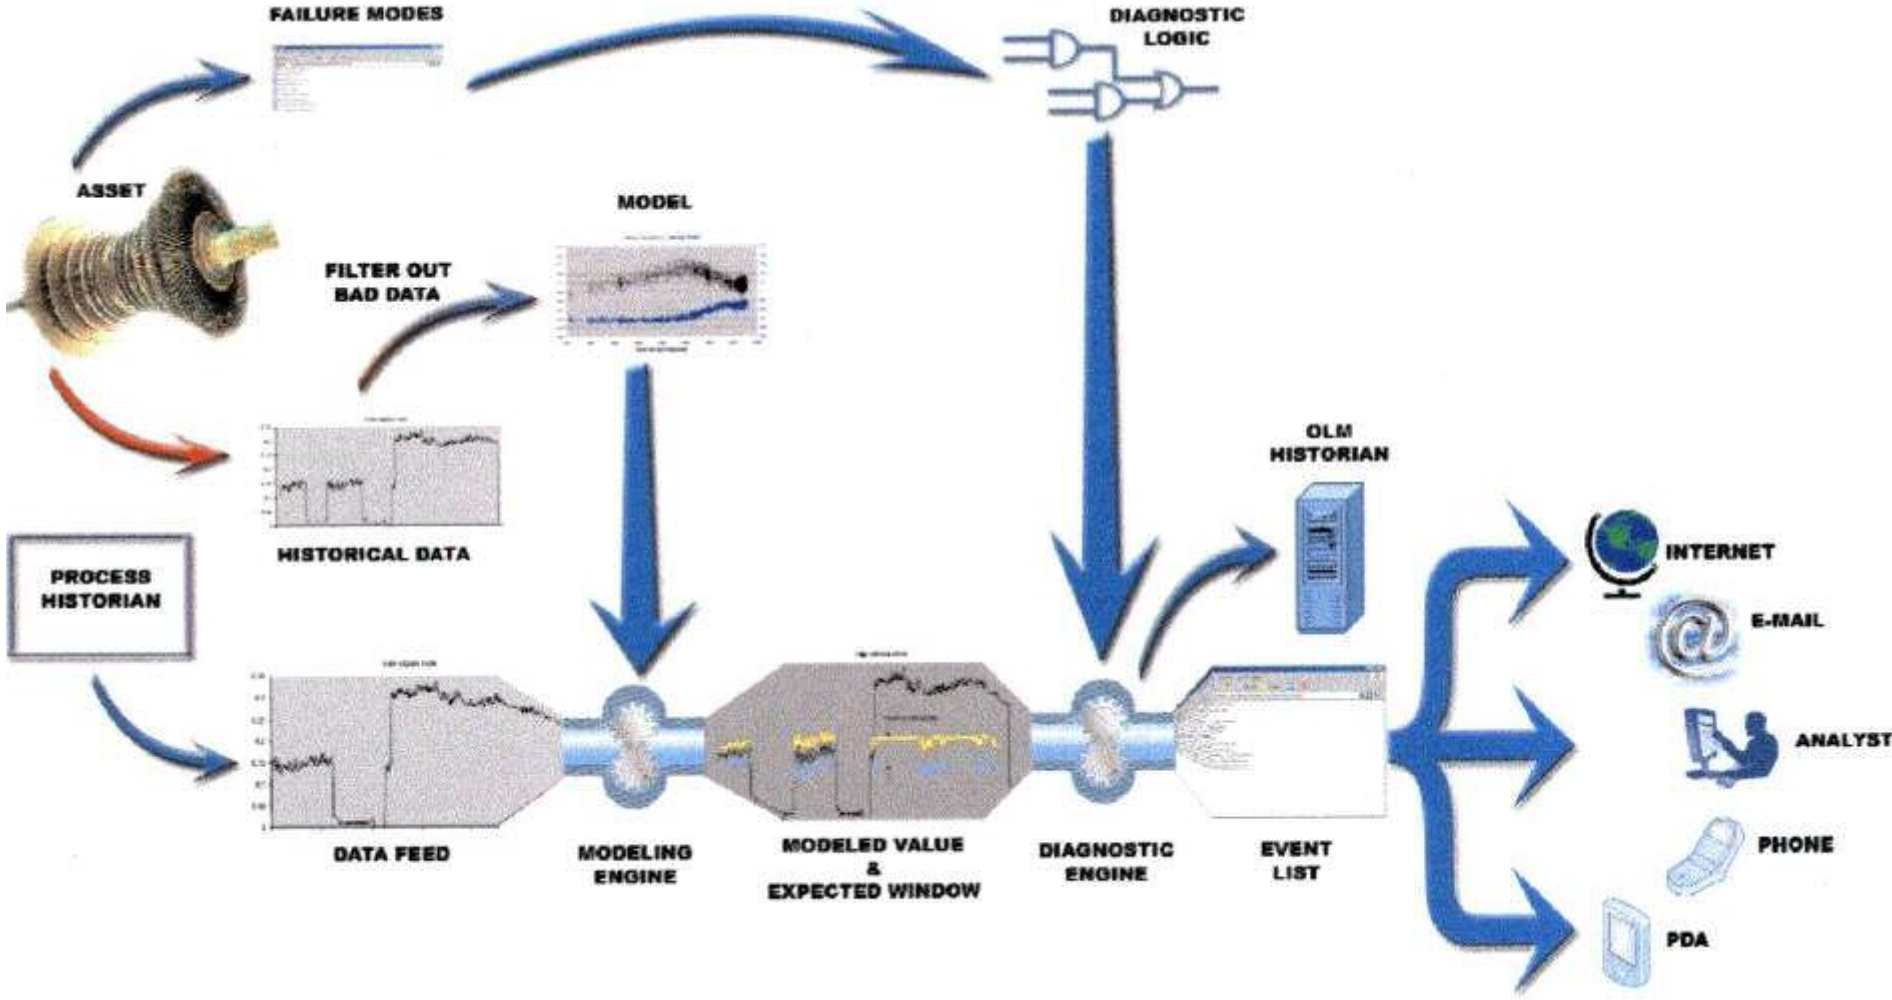 FAILURE MODES
DIAGNOSTIC
LOGIC
ASSET
MODEL
FILTER OUT
BAD DATA
HISTORICAL DATA
OLM
HISTORIAN
PROCESS
HISTORIAN
INTERNET
E-MAIL
ANALYST
PHONE
PDA
DATA FEED
MODELING
ENGINE
MODELED VALUE
&
EXPECTED WINDOW
DIAGNOSTIC
ENGINE
EVENT
LIST